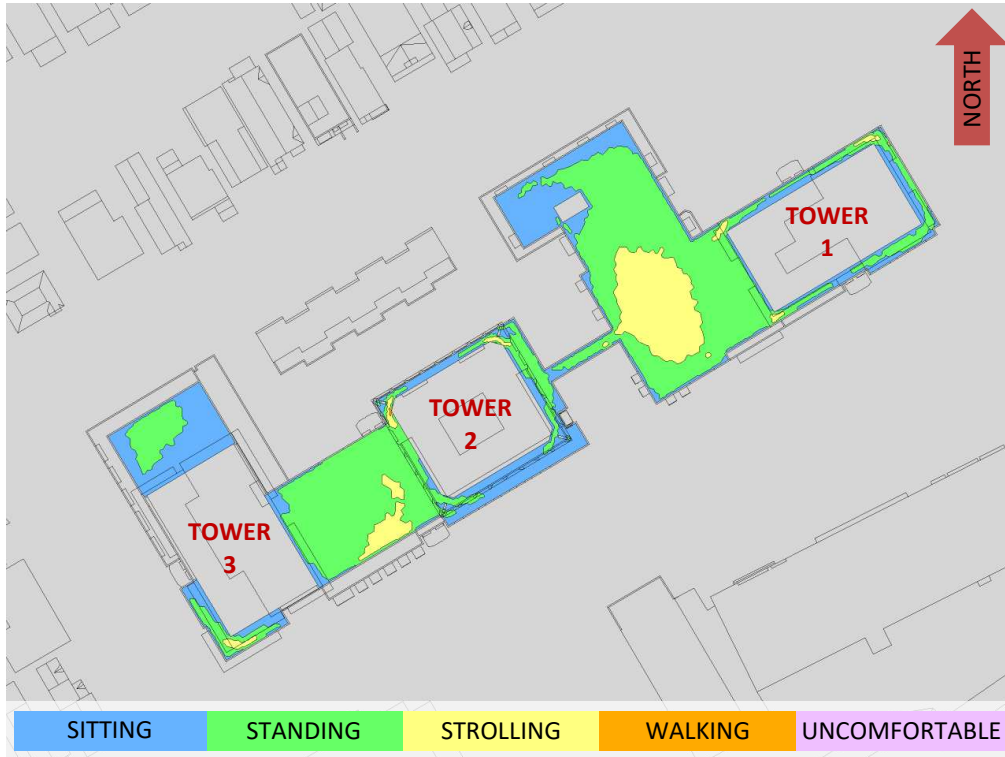 NORTH
TOWER
1
TOWER
2
TOWER
3
SITTING
STANDING
STROLLING
WALKING
UNCOMFORTABLE